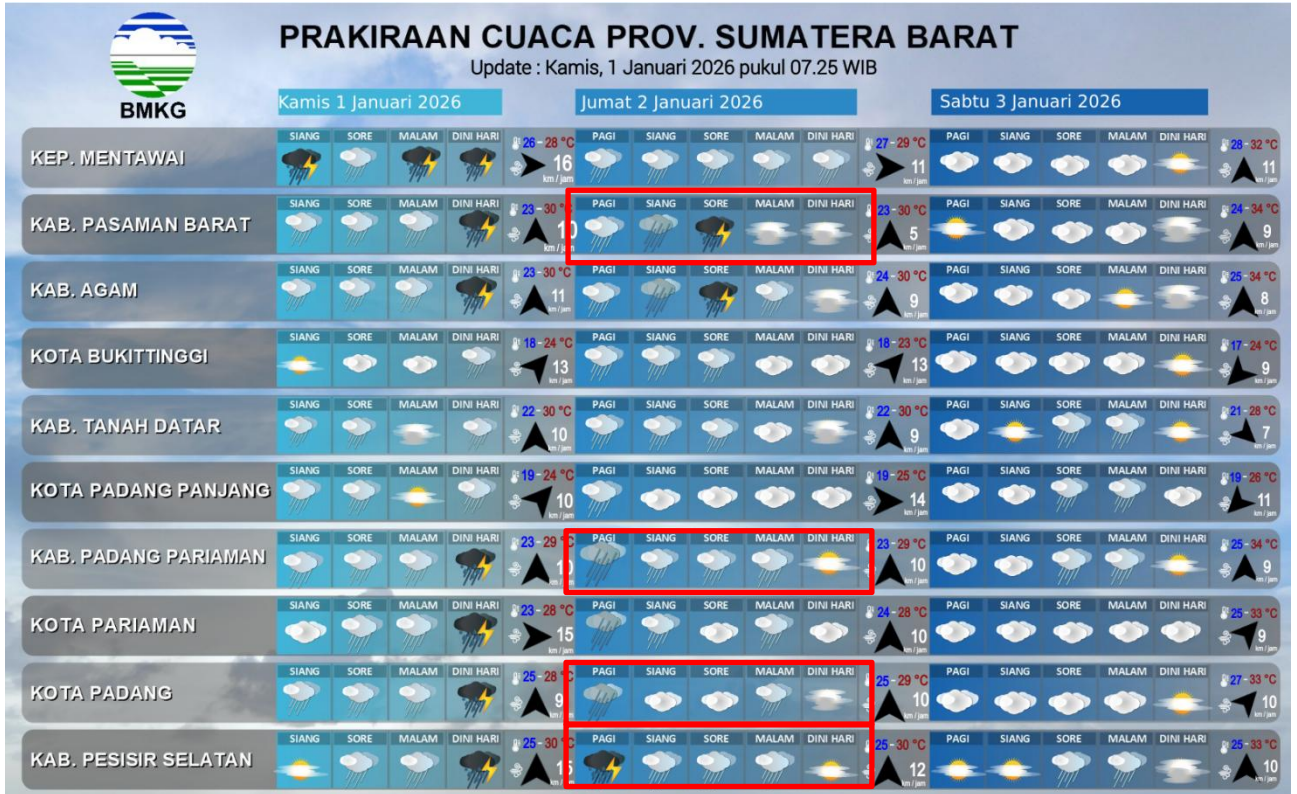 PRAKIRAAN CUACA PROV. SUMATERA BARAT
Update : Kamis, 1 Januari 2026 pukul 07.25 WIB
BMKG
Kamis 1 Januari 2026 Jumat 2 Januari 2026 Sabtu 3 Januari 2026
SIANG SORE MALAM DINI HARI PAGI SIANG SORE MALAM DINI HARI PAGI SIANG SORE MALAM DINI HARI
KEP. MENTAWAI 26 - 28 °C 27 - 29 °C 28 - 32 °C
16 11 11
km / jam km / jam km / jam
SIANG SORE MALAM DINI HARI PAGI SIANG SORE MALAM DINI HARI PAGI SIANG SORE MALAM DINI HARI
KAB. PASAMAN BARAT 23 - 30 °C 23 - 30 °C 24 - 34 °C
10 5 9
km / jam km / jam km / jam
SIANG SORE MALAM DINI HARI PAGI SIANG SORE MALAM DINI HARI PAGI SIANG SORE MALAM DINI HARI
KAB. AGAM 23 - 30 °C 24 - 30 °C 25 - 34 °C
11 9 8
km / jam km / jam km / jam
SIANG SORE MALAM DINI HARI PAGI SIANG SORE MALAM DINI HARI PAGI SIANG SORE MALAM DINI HARI
KOTA BUKITTINGGI 18 - 24 °C 18 - 23 °C 17 - 24 °C
13 13 9
km / jam km / jam km / jam
SIANG SORE MALAM DINI HARI PAGI SIANG SORE MALAM DINI HARI PAGI SIANG SORE MALAM DINI HARI
KAB. TANAH DATAR 22 - 30 °C 22 - 30 °C 21 - 28 °C
10 9 7
km / jam km / jam km / jam
SIANG SORE MALAM DINI HARI PAGI SIANG SORE MALAM DINI HARI PAGI SIANG SORE MALAM DINI HARI
KOTA PADANG PANJANG 19 - 24 °C 19 - 25 °C 19 - 26 °C
10 14 11
km / jam km / jam km / jam
SIANG SORE MALAM DINI HARI PAGI SIANG SORE MALAM DINI HARI PAGI SIANG SORE MALAM DINI HARI
KAB. PADANG PARIAMAN 23 - 29 °C 23 - 29 °C 25 - 34 °C
10 10 9
km / jam km / jam km / jam
SIANG SORE MALAM DINI HARI PAGI SIANG SORE MALAM DINI HARI PAGI SIANG SORE MALAM DINI HARI
KOTA PARIAMAN 23 - 28 °C 24 - 28 °C 25 - 33 °C
15 10 9
km / jam km / jam km / jam
SIANG SORE MALAM DINI HARI PAGI SIANG SORE MALAM DINI HARI PAGI SIANG SORE MALAM DINI HARI
KOTA PADANG 25 - 28 °C 25 - 29 °C 27 - 33 °C
9 10 10
km / jam km / jam km / jam
SIANG SORE MALAM DINI HARI PAGI SIANG SORE MALAM DINI HARI PAGI SIANG SORE MALAM DINI HARI
KAB. PESISIR SELATAN 25 - 30 °C 25 - 30 °C 25 - 33 °C
15 12 10
km / jam km / jam km / jam